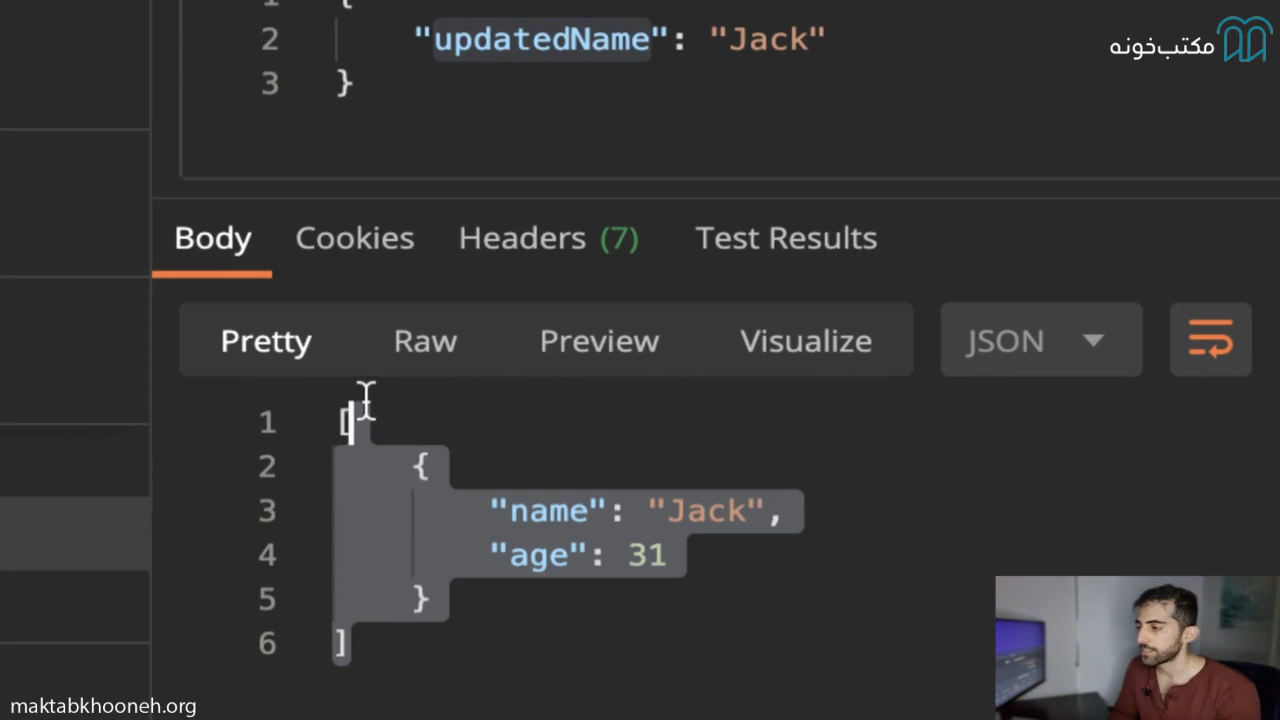 1 {
2 "updatedName": "Jack"
3 }
مکتب‌خونه
Body Cookies Headers (7) Test Results
Pretty Raw Preview Visualize JSON
1 [
2 {
3 "name": "Jack",
4 "age": 31
5 }
6 ]
maktabkhooneh.org